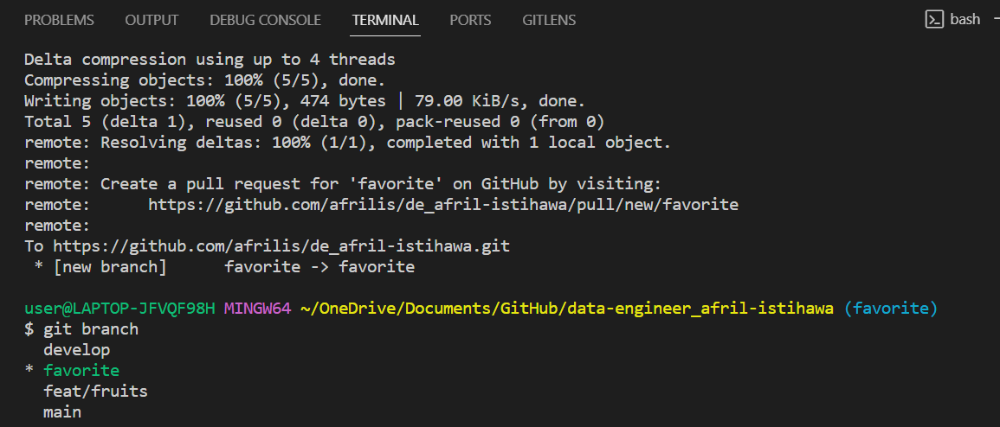 PROBLEMS OUTPUT DEBUG CONSOLE TERMINAL PORTS GITLENS bash
Delta compression using up to 4 threads
Compressing objects: 100% (5/5), done.
Writing objects: 100% (5/5), 474 bytes | 79.00 KiB/s, done.
Total 5 (delta 1), reused 0 (delta 0), pack-reused 0 (from 0)
remote: Resolving deltas: 100% (1/1), completed with 1 local object.
remote:
remote: Create a pull request for 'favorite' on GitHub by visiting:
remote:      https://github.com/afrilis/de_afril-istihawa/pull/new/favorite
remote:
To https://github.com/afrilis/de_afril-istihawa.git
 * [new branch]      favorite -> favorite
user@LAPTOP-JFVQF98H MINGW64 ~/OneDrive/Documents/GitHub/data-engineer_afril-istihawa (favorite)
$ git branch
  develop
* favorite
  feat/fruits
  main